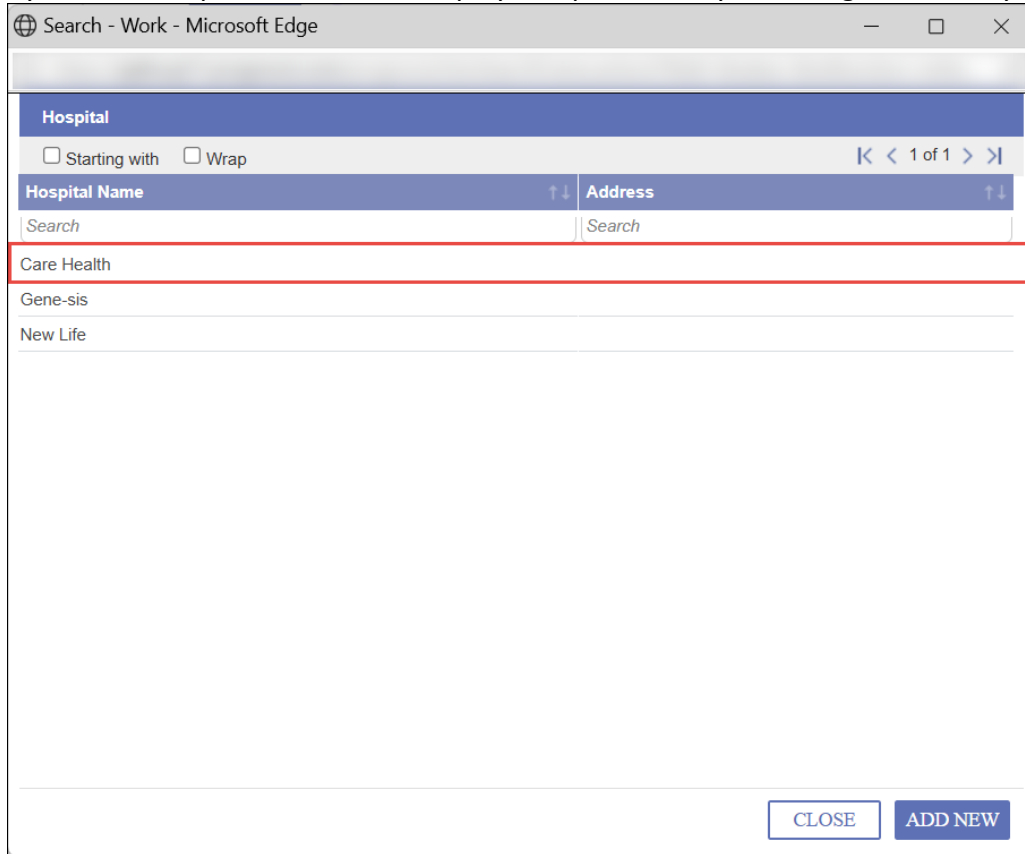 Search - Work - Microsoft Edge
Hospital
Starting with Wrap 1 of 1
Hospital Name Address
Search Search
Care Health
Gene-sis
New Life
CLOSE ADD NEW